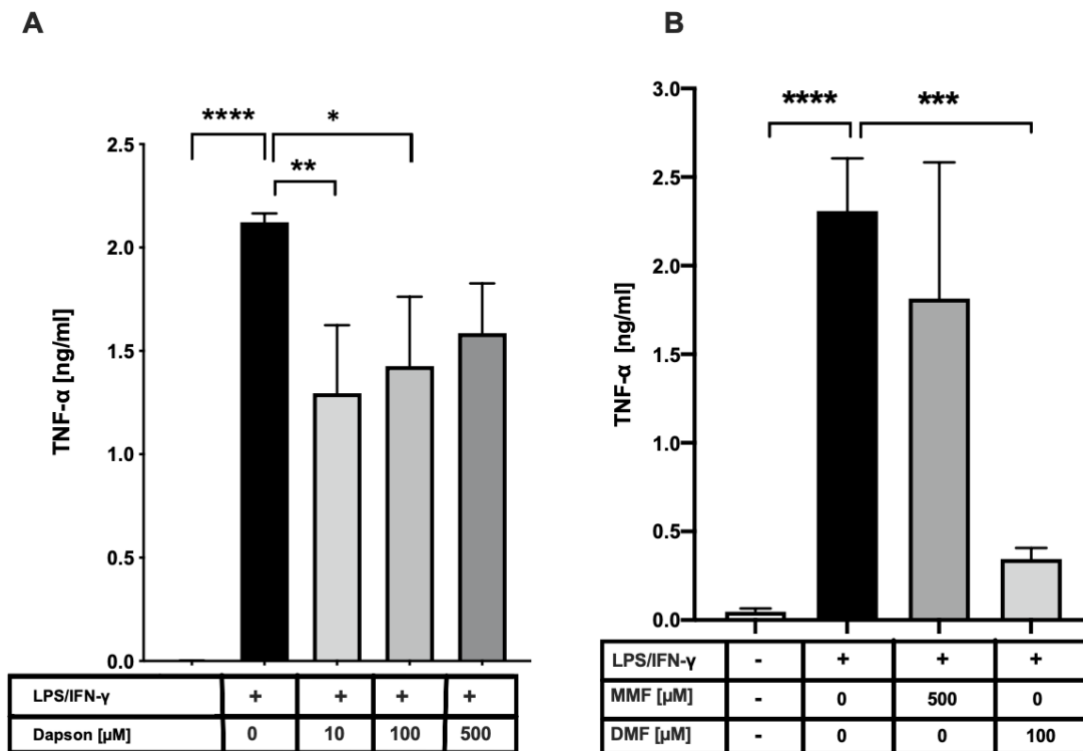 A
TNF-α [ng/ml]
2.5
2.0
1.5
1.0
0.5
0.0
****
*
**
LPS/IFN-γ + + + +
Dapson [µM] 0 10 100 500
B
TNF-α [ng/ml]
3.0
2.5
2.0
1.5
1.0
0.5
0.0
****
***
LPS/IFN-γ - + + +
MMF [µM] - 0 500 0
DMF [µM] - 0 0 100